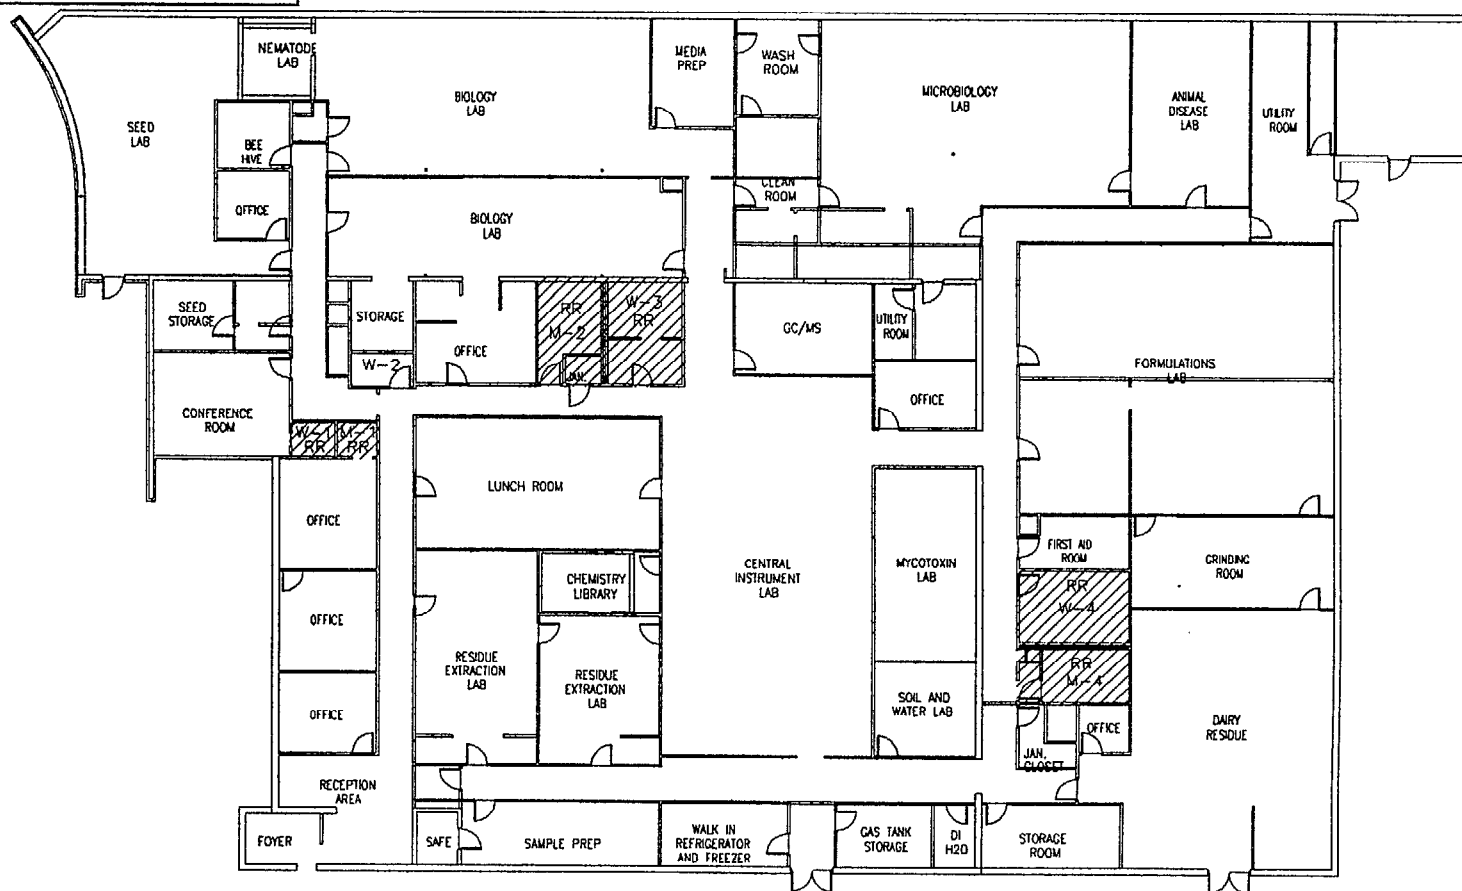 NEMATODE
LAB
MEDIA
PREP
WASH
ROOM
BIOLOGY
LAB
MICROBIOLOGY
LAB
ANIMAL
DISEASE
LAB
UTILITY
ROOM
SEED
LAB
BEE
HIVE
CLEAN
ROOM
OFFICE
BIOLOGY
LAB
SEED
STORAGE
STORAGE
RR
M-2
W-3
RR
GC/MS
UTILITY
ROOM
OFFICE
W-2
JAN.
FORMULATIONS
LAB
OFFICE
CONFERENCE
ROOM
W-1
RR
M-1
RR
LUNCH ROOM
OFFICE
FIRST AID
ROOM
GRINDING
ROOM
CENTRAL
INSTRUMENT
LAB
MYCOTOXIN
LAB
CHEMISTRY
LIBRARY
RR
W-4
OFFICE
RESIDUE
EXTRACTION
LAB
RESIDUE
EXTRACTION
LAB
RR
M-4
SOIL AND
WATER LAB
OFFICE
OFFICE
DAIRY
RESIDUE
JAN.
CLOSET
RECEPTION
AREA
FOYER
SAFE
SAMPLE PREP
WALK IN
REFRIGERATOR
AND FREEZER
GAS TANK
STORAGE
DI
H2O
STORAGE
ROOM